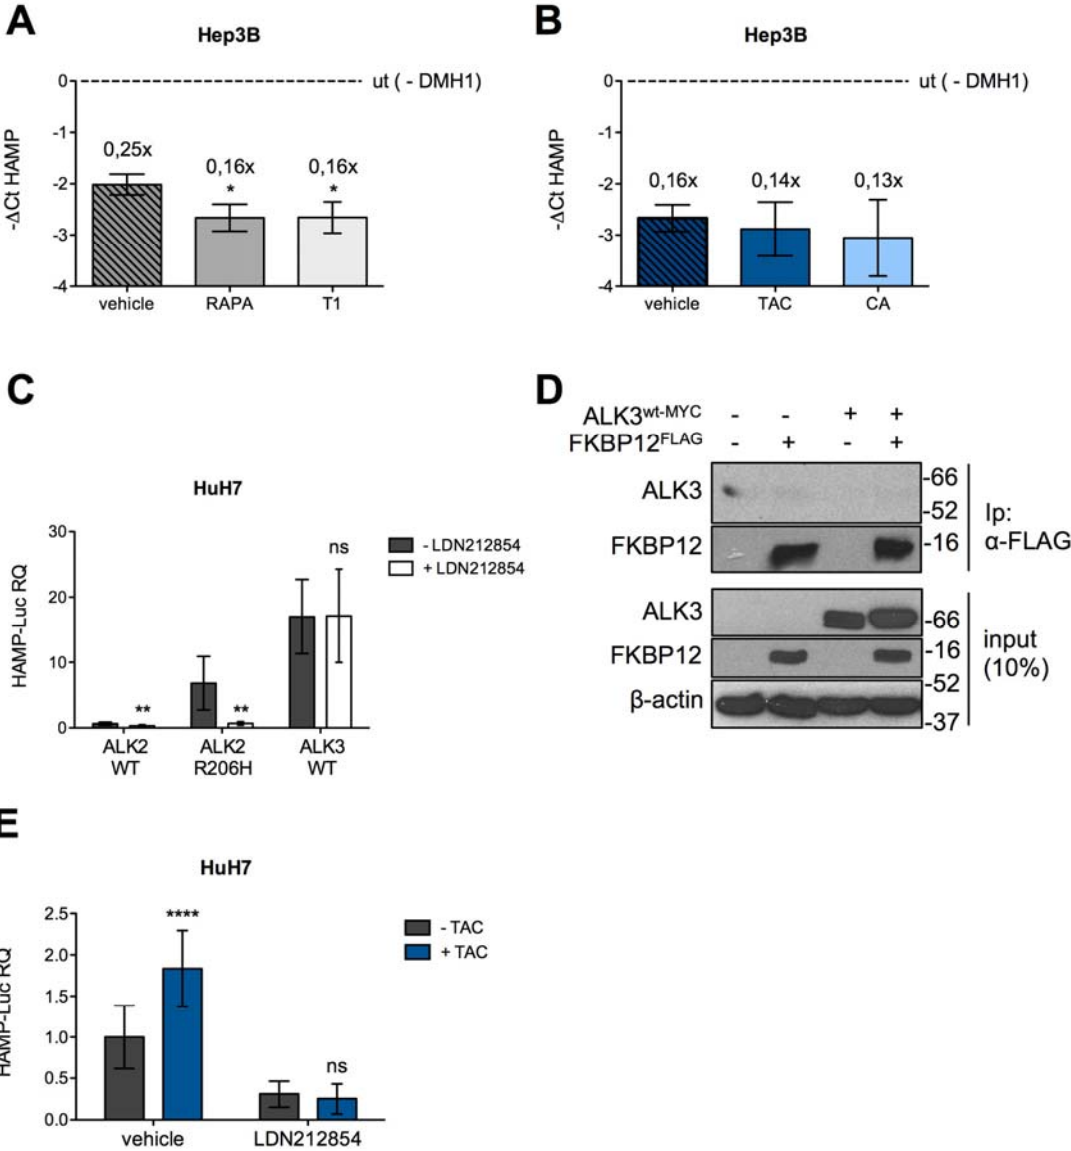 A
Hep3B
-ΔCt HAMP
0
-1
-2
-3
-4
ut ( - DMH1)
0,25x
0,16x
0,16x
*
*
vehicle
RAPA
T1
B
Hep3B
-ΔCt HAMP
0
-1
-2
-3
-4
ut ( - DMH1)
0,16x
0,14x
0,13x
vehicle
TAC
CA
C
HuH7
HAMP-Luc RQ
30
20
10
0
**
**
ns
- LDN212854
+ LDN212854
ALK2 WT
ALK2 R206H
ALK3 WT
D
ALK3wt-MYC - - + +
FKBP12FLAG - + - +
ALK3
-66
-52
FKBP12
-16
Ip:
α-FLAG
ALK3
-66
FKBP12
-16
-52
β-actin
-37
input
(10%)
E
HuH7
HAMP-Luc RQ
2.5
2.0
1.5
1.0
0.5
0.0
****
ns
- TAC
+ TAC
vehicle
LDN212854